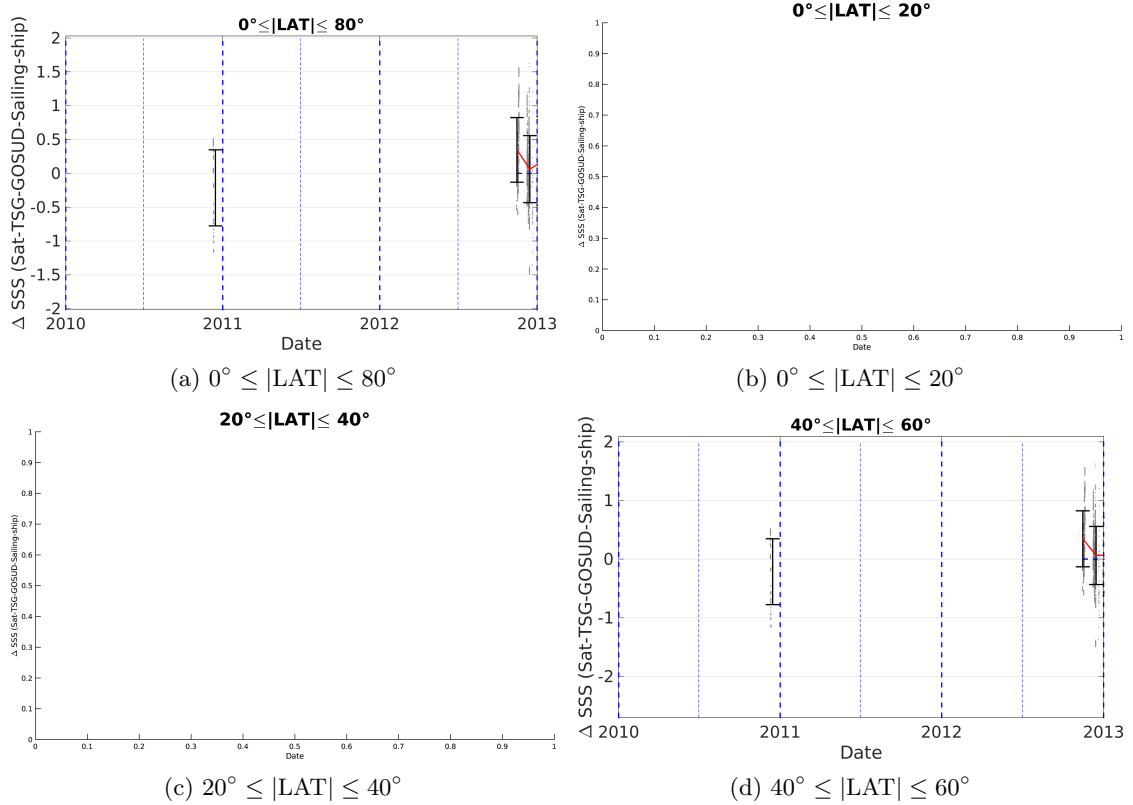 0°≤|LAT|≤ 80°
Δ SSS (Sat-TSG-GOSUD-Sailing-ship)
2
1.5
1
0.5
0
-0.5
-1
-1.5
-2
2010 2011 2012 2013
Date
(a) 0° ≤ |LAT| ≤ 80°
0°≤|LAT|≤ 20°
Δ SSS (Sat-TSG-GOSUD-Sailing-ship)
1
0.9
0.8
0.7
0.6
0.5
0.4
0.3
0.2
0.1
0
0 0.1 0.2 0.3 0.4 0.5 0.6 0.7 0.8 0.9 1
Date
(b) 0° ≤ |LAT| ≤ 20°
20°≤|LAT|≤ 40°
Δ SSS (Sat-TSG-GOSUD-Sailing-ship)
1
0.9
0.8
0.7
0.6
0.5
0.4
0.3
0.2
0.1
0
0 0.1 0.2 0.3 0.4 0.5 0.6 0.7 0.8 0.9 1
Date
(c) 20° ≤ |LAT| ≤ 40°
40°≤|LAT|≤ 60°
Δ SSS (Sat-TSG-GOSUD-Sailing-ship)
2
1
0
-1
-2
2010 2011 2012 2013
Date
(d) 40° ≤ |LAT| ≤ 60°